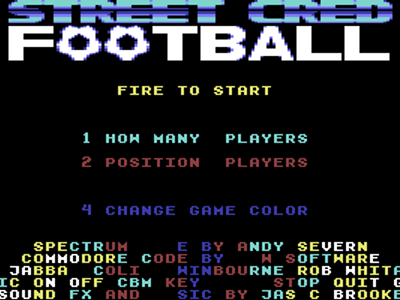 STREET CRED
FOOTBALL
FIRE TO START
1 HOW MANY PLAYERS
2 POSITION PLAYERS
4 CHANGE GAME COLOR
SPECTRUM E BY ANDY SEVERN
COMMODORE CODE BY W SOFTWARE
JABBA COLI WINBOURNE ROB WHITA
IC ON OFF CBM KEY STOP QUIT G
SOUND FX AND SIC BY JAS C BROOKE